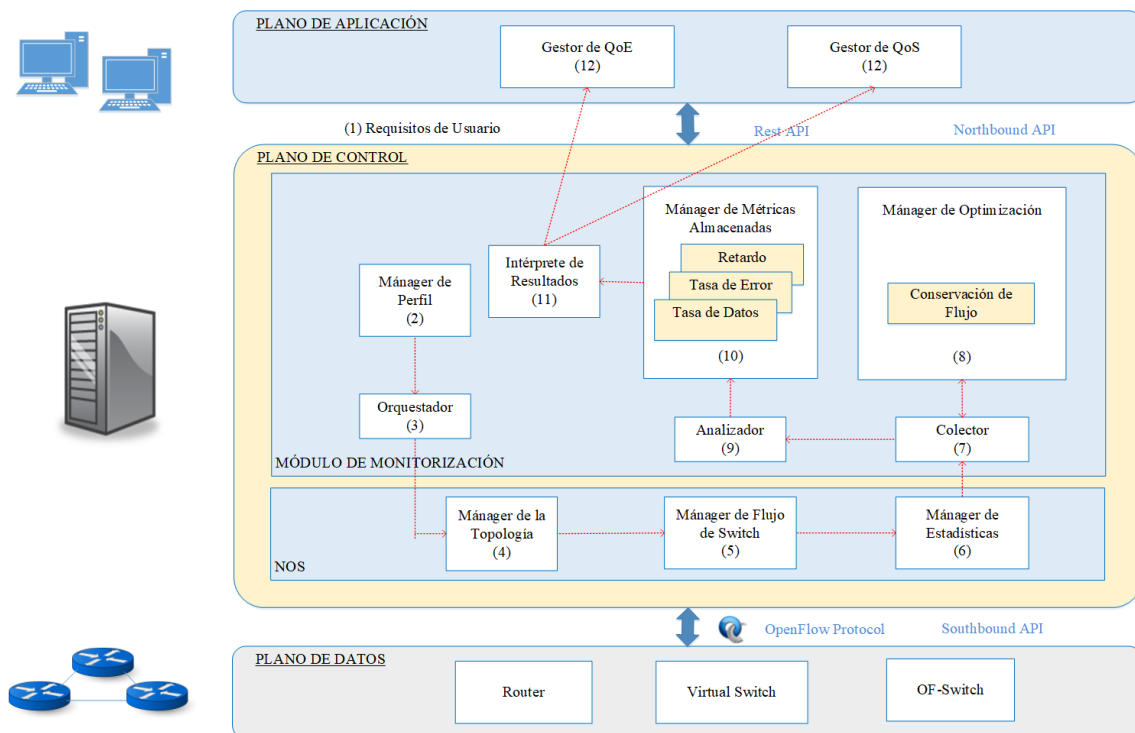 PLANO DE APLICACIÓN
Gestor de QoE
(12)
Gestor de QoS
(12)
(1) Requisitos de Usuario
Rest API
Northbound API
PLANO DE CONTROL
Mánager de Métricas
Almacenadas
Retardo
Tasa de Error
Tasa de Datos
(10)
Mánager de Optimización
Conservación de
Flujo
(8)
Intérprete de
Resultados
(11)
Mánager de
Perfil
(2)
Orquestador
(3)
Analizador
(9)
Colector
(7)
MÓDULO DE MONITORIZACIÓN
Mánager de la
Topología
(4)
Mánager de Flujo
de Switch
(5)
Mánager de
Estadísticas
(6)
NOS
OpenFlow Protocol
Southbound API
PLANO DE DATOS
Router
Virtual Switch
OF-Switch